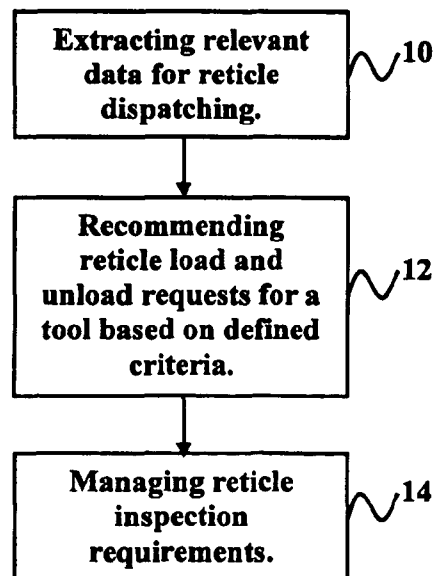 Extracting relevant
data for reticle
dispatching.
10
Recommending
reticle load and
unload requests for a
tool based on defined
criteria.
12
Managing reticle
inspection
requirements.
14